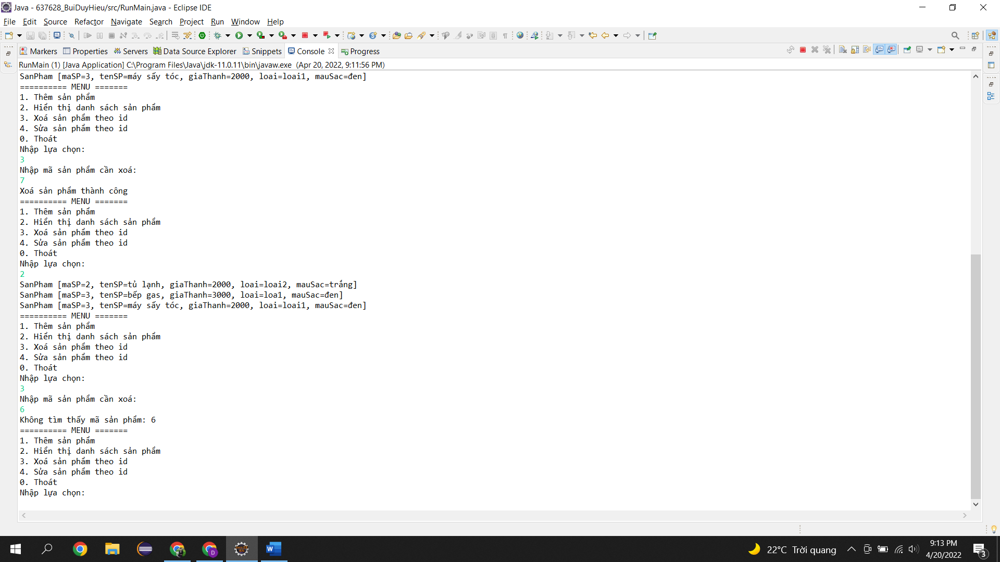 Java - 637628_BuiDuyHieu/src/RunMain.java - Eclipse IDE
File Edit Source Refactor Navigate Search Project Run Window Help
Markers Properties Servers Data Source Explorer Snippets Console Progress
RunMain (1) [Java Application] C:\Program Files\Java\jdk-11.0.11\bin\javaw.exe (Apr 20, 2022, 9:11:56 PM)
SanPham [maSP=3, tenSP=máy sấy tóc, giaThanh=2000, loai=loai1, mauSac=đen]
========== MENU =======
1. Thêm sản phẩm
2. Hiển thị danh sách sản phẩm
3. Xoá sản phẩm theo id
4. Sửa sản phẩm theo id
0. Thoát
Nhập lựa chọn:
3
Nhập mã sản phẩm cần xoá:
7
Xoá sản phẩm thành công
========== MENU =======
1. Thêm sản phẩm
2. Hiển thị danh sách sản phẩm
3. Xoá sản phẩm theo id
4. Sửa sản phẩm theo id
0. Thoát
Nhập lựa chọn:
2
SanPham [maSP=2, tenSP=tủ lạnh, giaThanh=2000, loai=loai2, mauSac=trắng]
SanPham [maSP=3, tenSP=bếp gas, giaThanh=3000, loai=loa1, mauSac=đen]
SanPham [maSP=3, tenSP=máy sấy tóc, giaThanh=2000, loai=loai1, mauSac=đen]
========== MENU =======
1. Thêm sản phẩm
2. Hiển thị danh sách sản phẩm
3. Xoá sản phẩm theo id
4. Sửa sản phẩm theo id
0. Thoát
Nhập lựa chọn:
3
Nhập mã sản phẩm cần xoá:
6
Không tìm thấy mã sản phẩm: 6
========== MENU =======
1. Thêm sản phẩm
2. Hiển thị danh sách sản phẩm
3. Xoá sản phẩm theo id
4. Sửa sản phẩm theo id
0. Thoát
Nhập lựa chọn:
22°C Trời quang
9:13 PM
4/20/2022
3